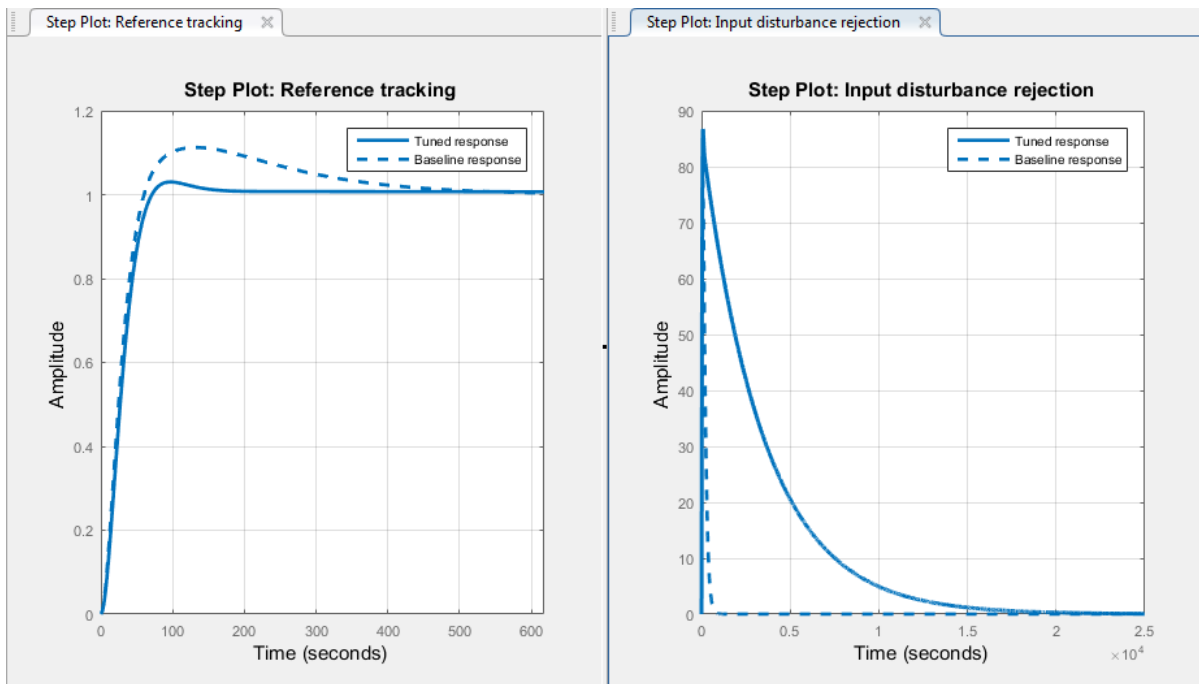 Step Plot: Reference tracking
Step Plot: Input disturbance rejection
Step Plot: Reference tracking
Tuned response
Baseline response
1.2
1
0.8
0.6
0.4
0.2
0
Amplitude
0 100 200 300 400 500 600
Time (seconds)
Step Plot: Input disturbance rejection
Tuned response
Baseline response
90
80
70
60
50
40
30
20
10
0
Amplitude
0 0.5 1 1.5 2 2.5
×10⁴
Time (seconds)